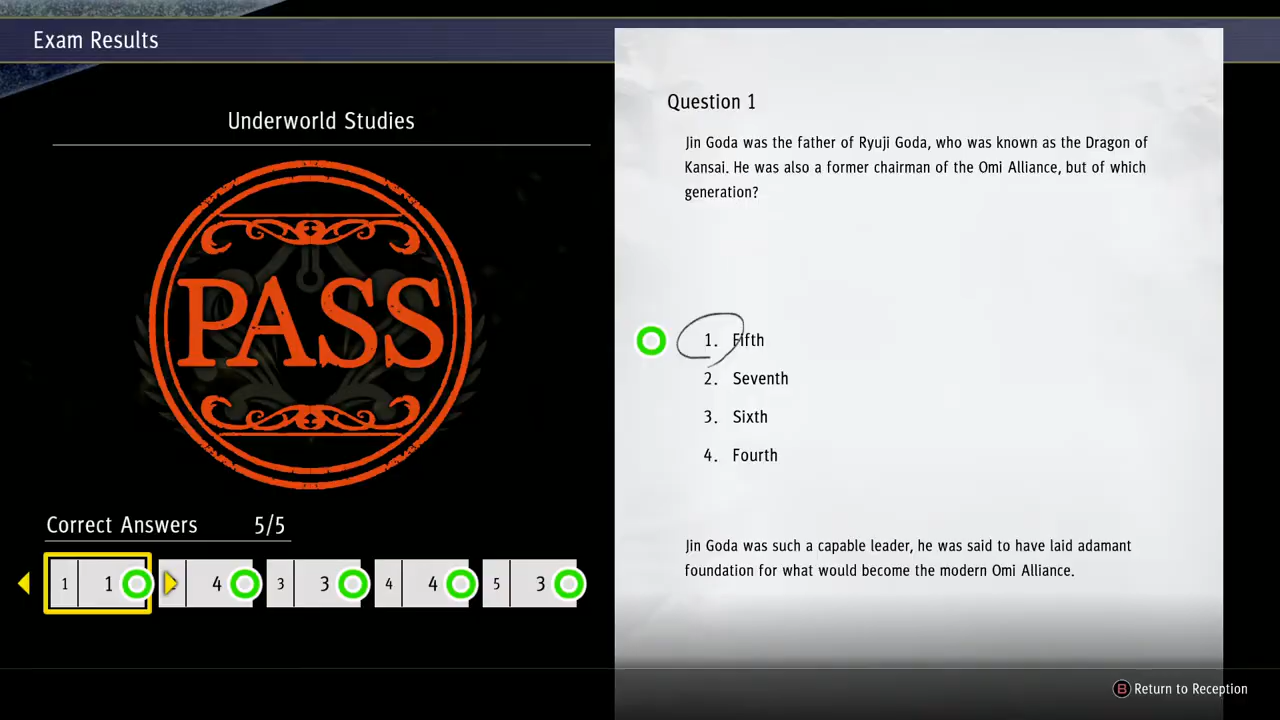 Exam Results
Underworld Studies
PASS
Correct Answers 5/5
1 1 4 3 3 4 4 5 3
Question 1
Jin Goda was the father of Ryuji Goda, who was known as the Dragon of
Kansai. He was also a former chairman of the Omi Alliance, but of which
generation?
1. Fifth
2. Seventh
3. Sixth
4. Fourth
Jin Goda was such a capable leader, he was said to have laid adamant
foundation for what would become the modern Omi Alliance.
B Return to Reception